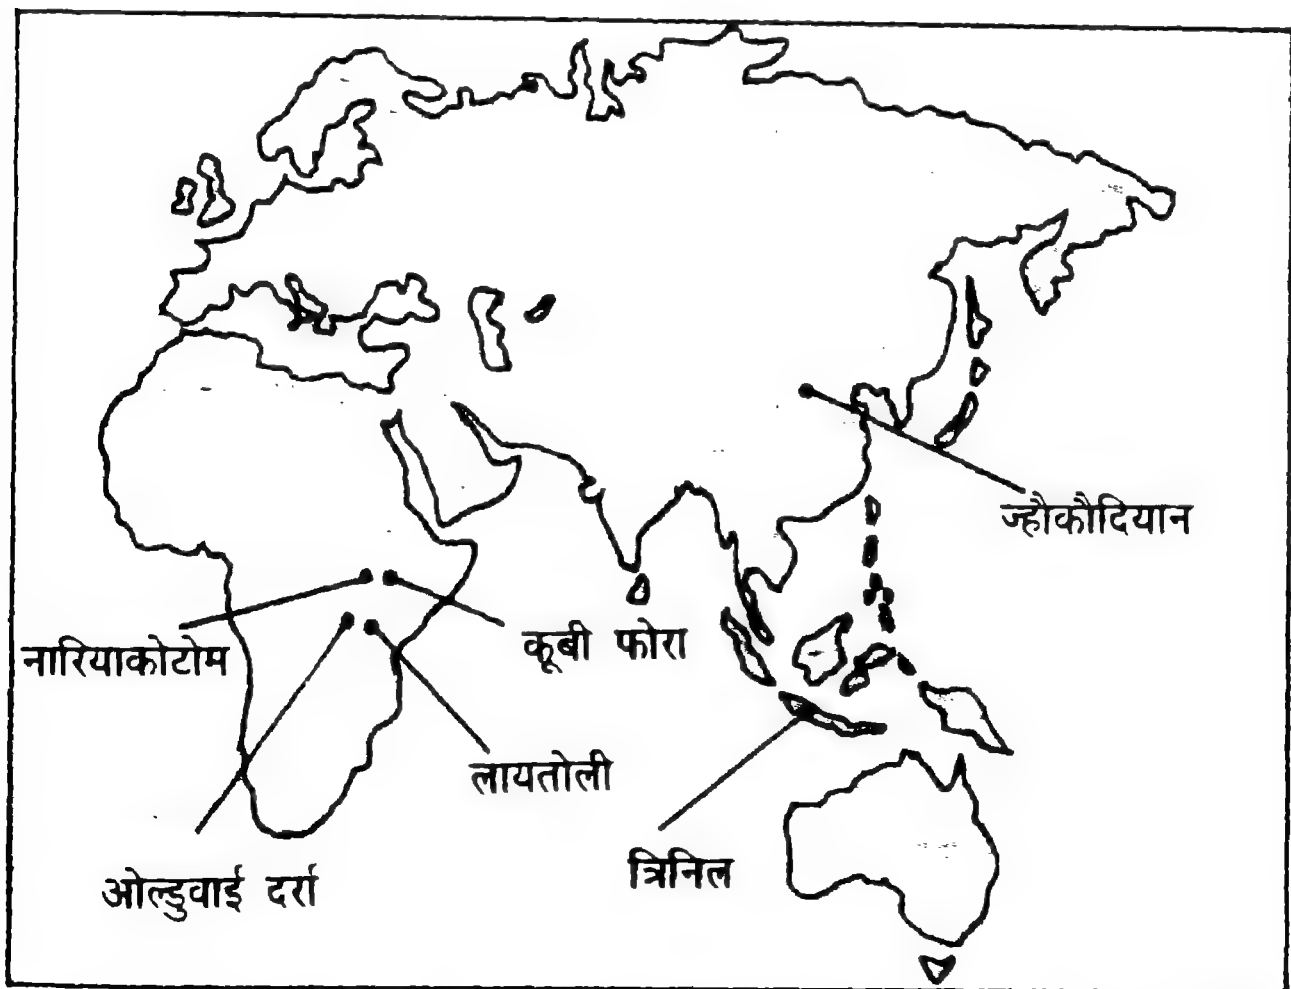 ज्हौकौदियान
नारियाकोटोम
कूबी फोरा
लायतोली
त्रिनिल
ओल्डुवाई दर्रा